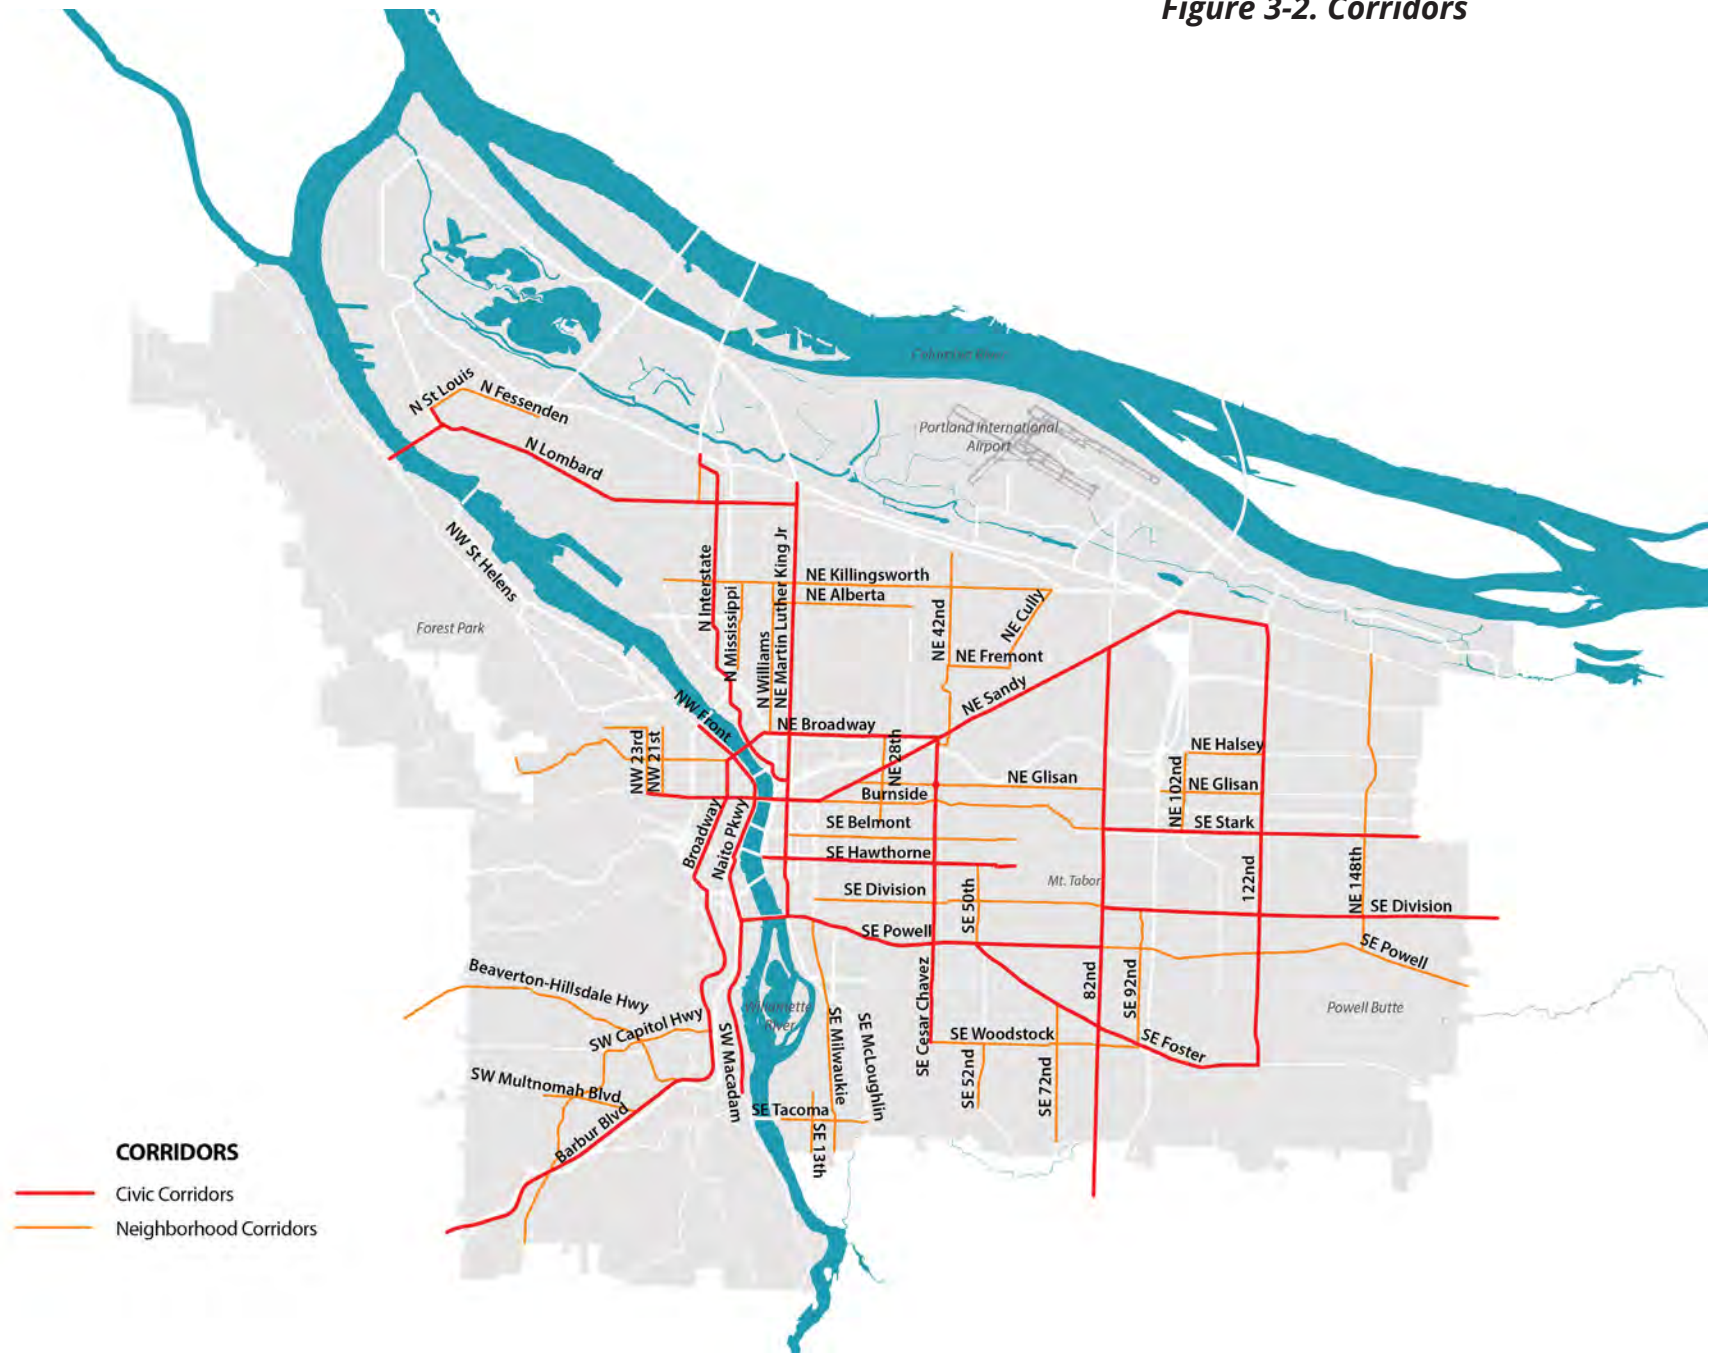 Figure 3-2. Corridors
Columbia River
N St Louis
N Fessenden
Portland International
Airport
N Lombard
NW St Helens
N Interstate
N Mississippi
N Williams
NE Martin Luther King Jr
NE Killingsworth
NE Alberta
NE 42nd
NE Cully
Forest Park
NE Fremont
NE Sandy
NW Front
NE Broadway
NW 23rd
NW 21st
NE 28th
NE Halsey
NE Glisan
NE 102nd
NE Glisan
Burnside
Broadway
Naito Pkwy
SE Belmont
SE Stark
SE Hawthorne
122nd
NE 148th
Mt. Tabor
SE Division
SE 50th
SE Division
SE Powell
SE Powell
Beaverton-Hillsdale Hwy
SE Cesar Chavez
82nd
SE 92nd
Willamette
River
Powell Butte
SW Capitol Hwy
SW Macadam
SE Milwaukie
SE McLoughlin
SE Woodstock
SE Foster
SE 52nd
SE 72nd
SW Multnomah Blvd
Barbur Blvd
SE Tacoma
SE 13th
CORRIDORS
Civic Corridors
Neighborhood Corridors